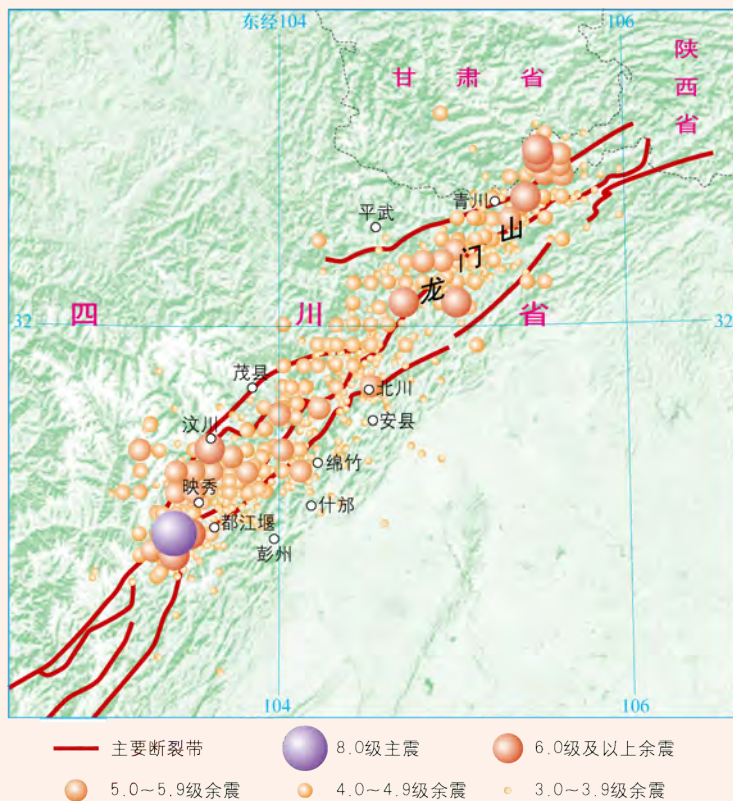 东经104
106
甘肃省
陕西省
青川
平武
龙门山
32
四川省
32
茂县
北川
安县
汶川
绵竹
映秀
什邡
都江堰
彭州
104
106
主要断裂带
8.0级主震
6.0级及以上余震
5.0~5.9级余震
4.0~4.9级余震
3.0~3.9级余震